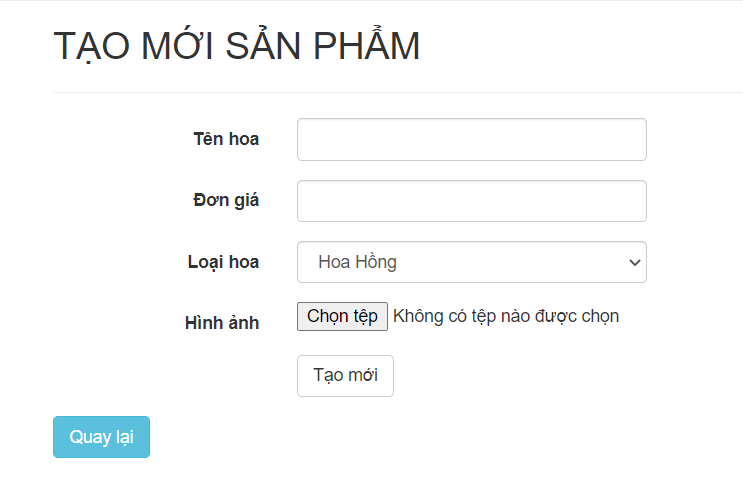 TẠO MỚI SẢN PHẨM
Tên hoa
Đơn giá
Loại hoa Hoa Hồng
Hình ảnh Chọn tệp Không có tệp nào được chọn
Tạo mới
Quay lại